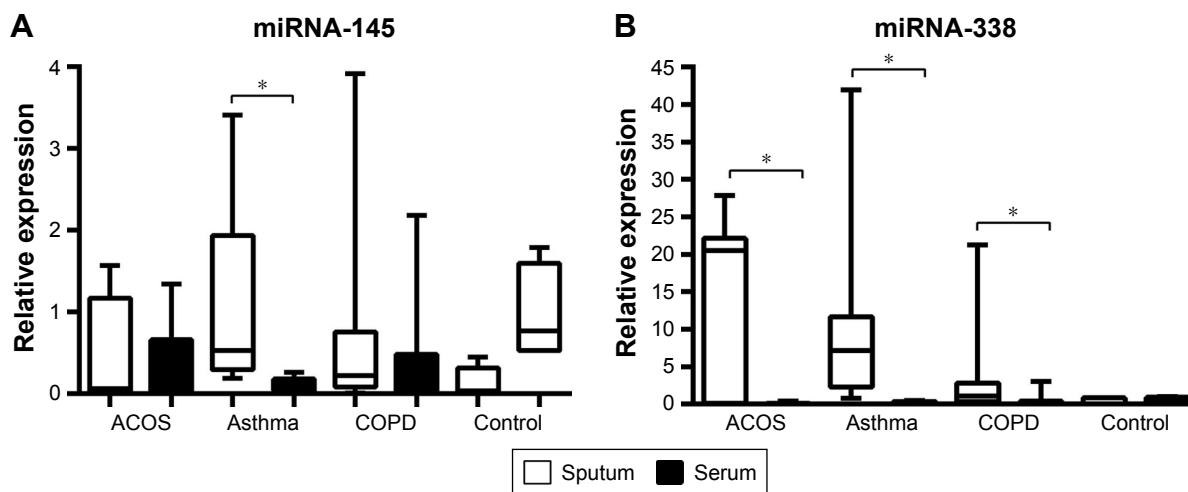 A
miRNA-145
Relative expression
4
3
2
1
0
*
ACOS
Asthma
COPD
Control
B
miRNA-338
Relative expression
45
40
35
30
25
20
15
10
5
0
*
*
*
ACOS
Asthma
COPD
Control
Sputum
Serum